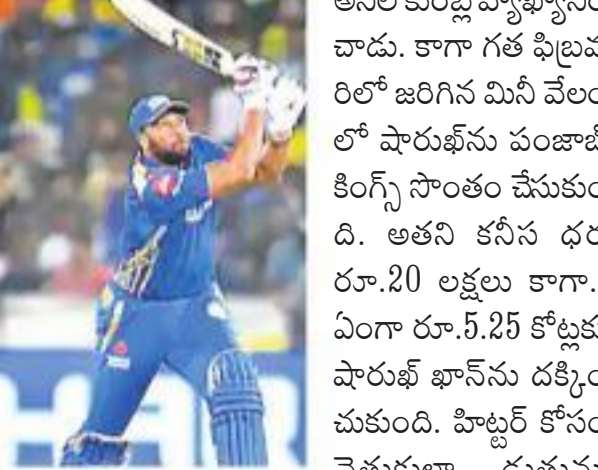 అనిల్ కుంబ్లే వ్యాఖ్యానిం
చాడు. కాగా గత ఫిబ్రవ
రిలో జరిగిన మినీ వేలం
లో షారుఖ్‌ను పంజాబ్
కింగ్స్ సొంతం చేసుకుం
ది. అతని కనీస ధర
రూ.20 లక్షలు కాగా..
ఏంగా రూ.5.25 కోట్లకు
షారుఖ్ ఖాన్‌ను దక్కిం
చుకుంది. హిట్టర్ కోసం